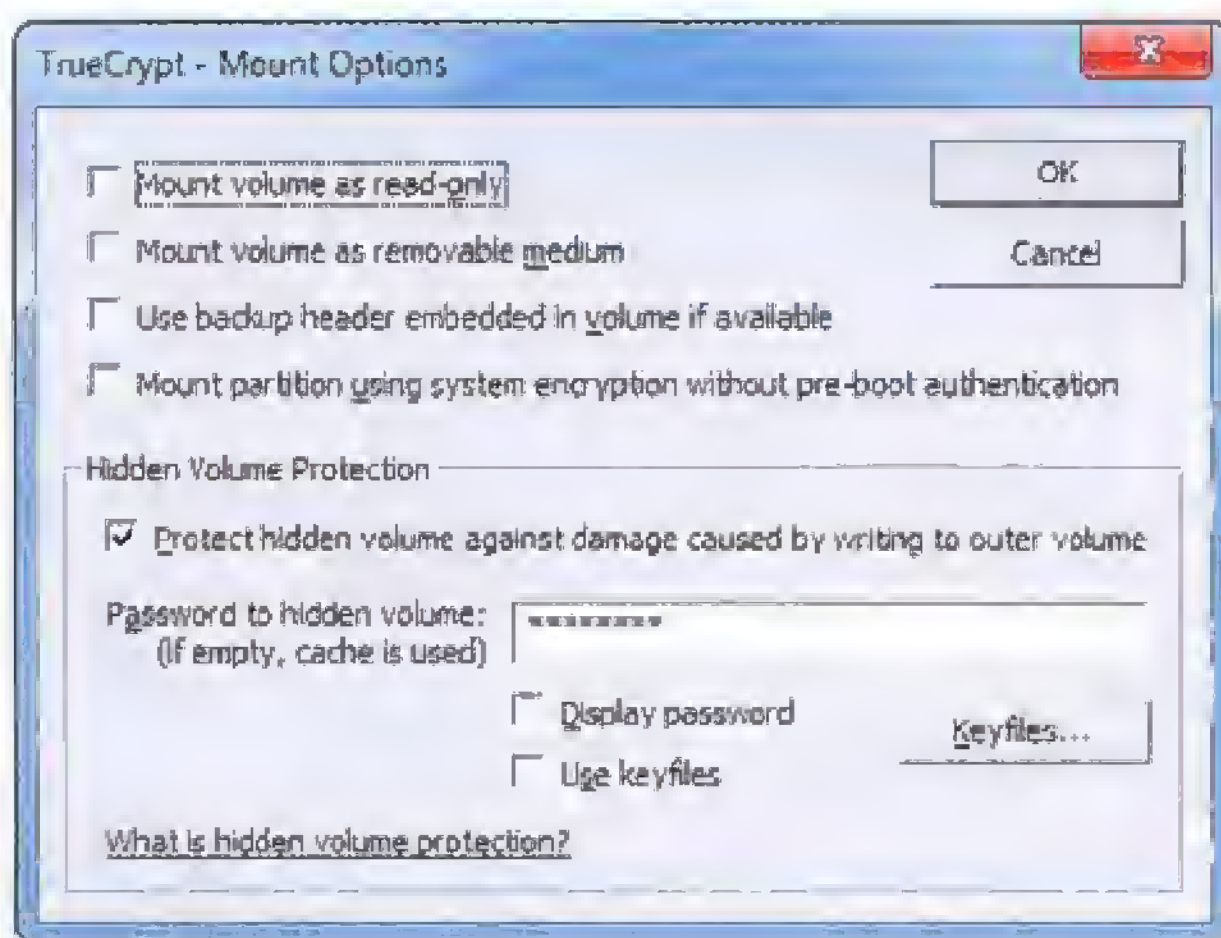 TrueCrypt - Mount Options
Mount volume as read-only
OK
Mount volume as removable medium
Cancel
Use backup header embedded in volume if available
Mount partition using system encryption without pre-boot authentication
Hidden Volume Protection
Protect hidden volume against damage caused by writing to outer volume
Password to hidden volume:
(If empty, cache is used)
********
Display password
Keyfiles...
Use keyfiles
What is hidden volume protection?